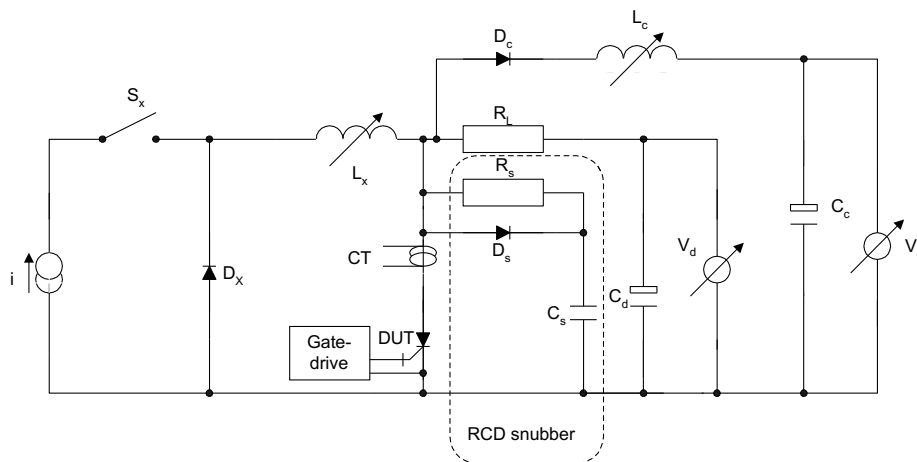 L_c
D_c
S_x
R_L
L_x
R_s
C_c
V
CT
D_s
V_d
i
D_X
C_s
C_d
DUT
Gate-
drive
RCD snubber